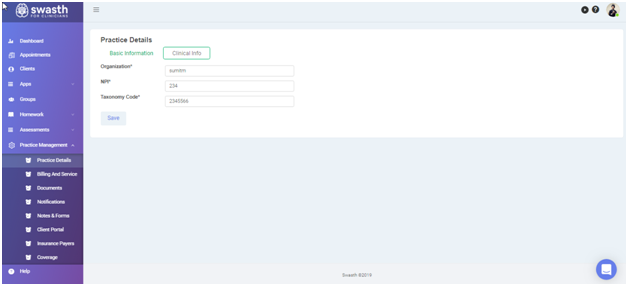 swasth
FOR CLINICIANS
Dashboard
Appointments
Clients
Apps
Groups
Homework
Assessments
Practice Management
Practice Details
Billing And Service
Documents
Notifications
Notes & Forms
Client Portal
Insurance Payers
Coverage
Help
Practice Details
Basic Information Clinical Info
Organization*
NPI* 234
Taxonomy Code* 2345566
Save
Swasth ©2019